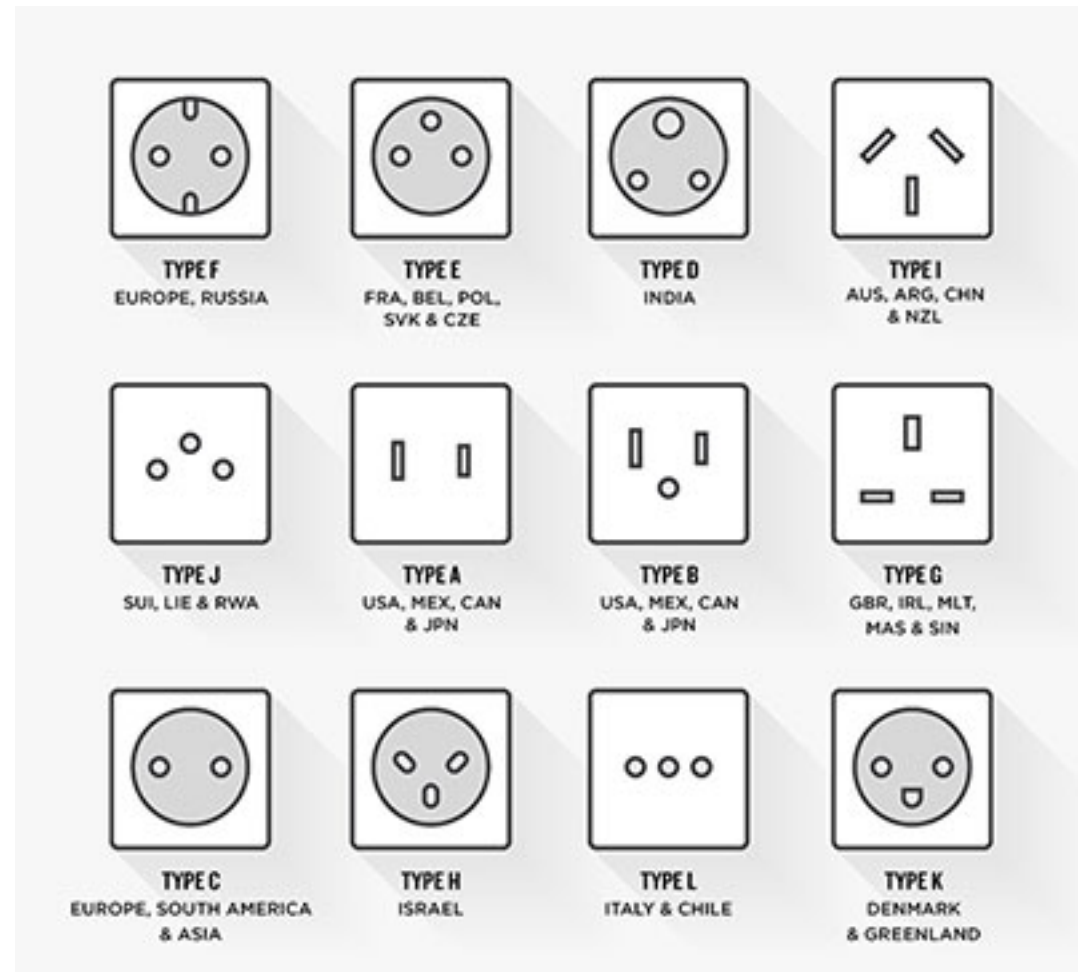 TYPE F
EUROPE, RUSSIA
TYPE E
FRA, BEL, POL,
SVK & CZE
TYPE D
INDIA
TYPE I
AUS, ARG, CHN
& NZL
TYPE J
SUI, LIE & RWA
TYPE A
USA, MEX, CAN
& JPN
TYPE B
USA, MEX, CAN
& JPN
TYPE G
GBR, IRL, MLT,
MAS & SIN
TYPE C
EUROPE, SOUTH AMERICA
& ASIA
TYPE H
ISRAEL
TYPE L
ITALY & CHILE
TYPE K
DENMARK
& GREENLAND